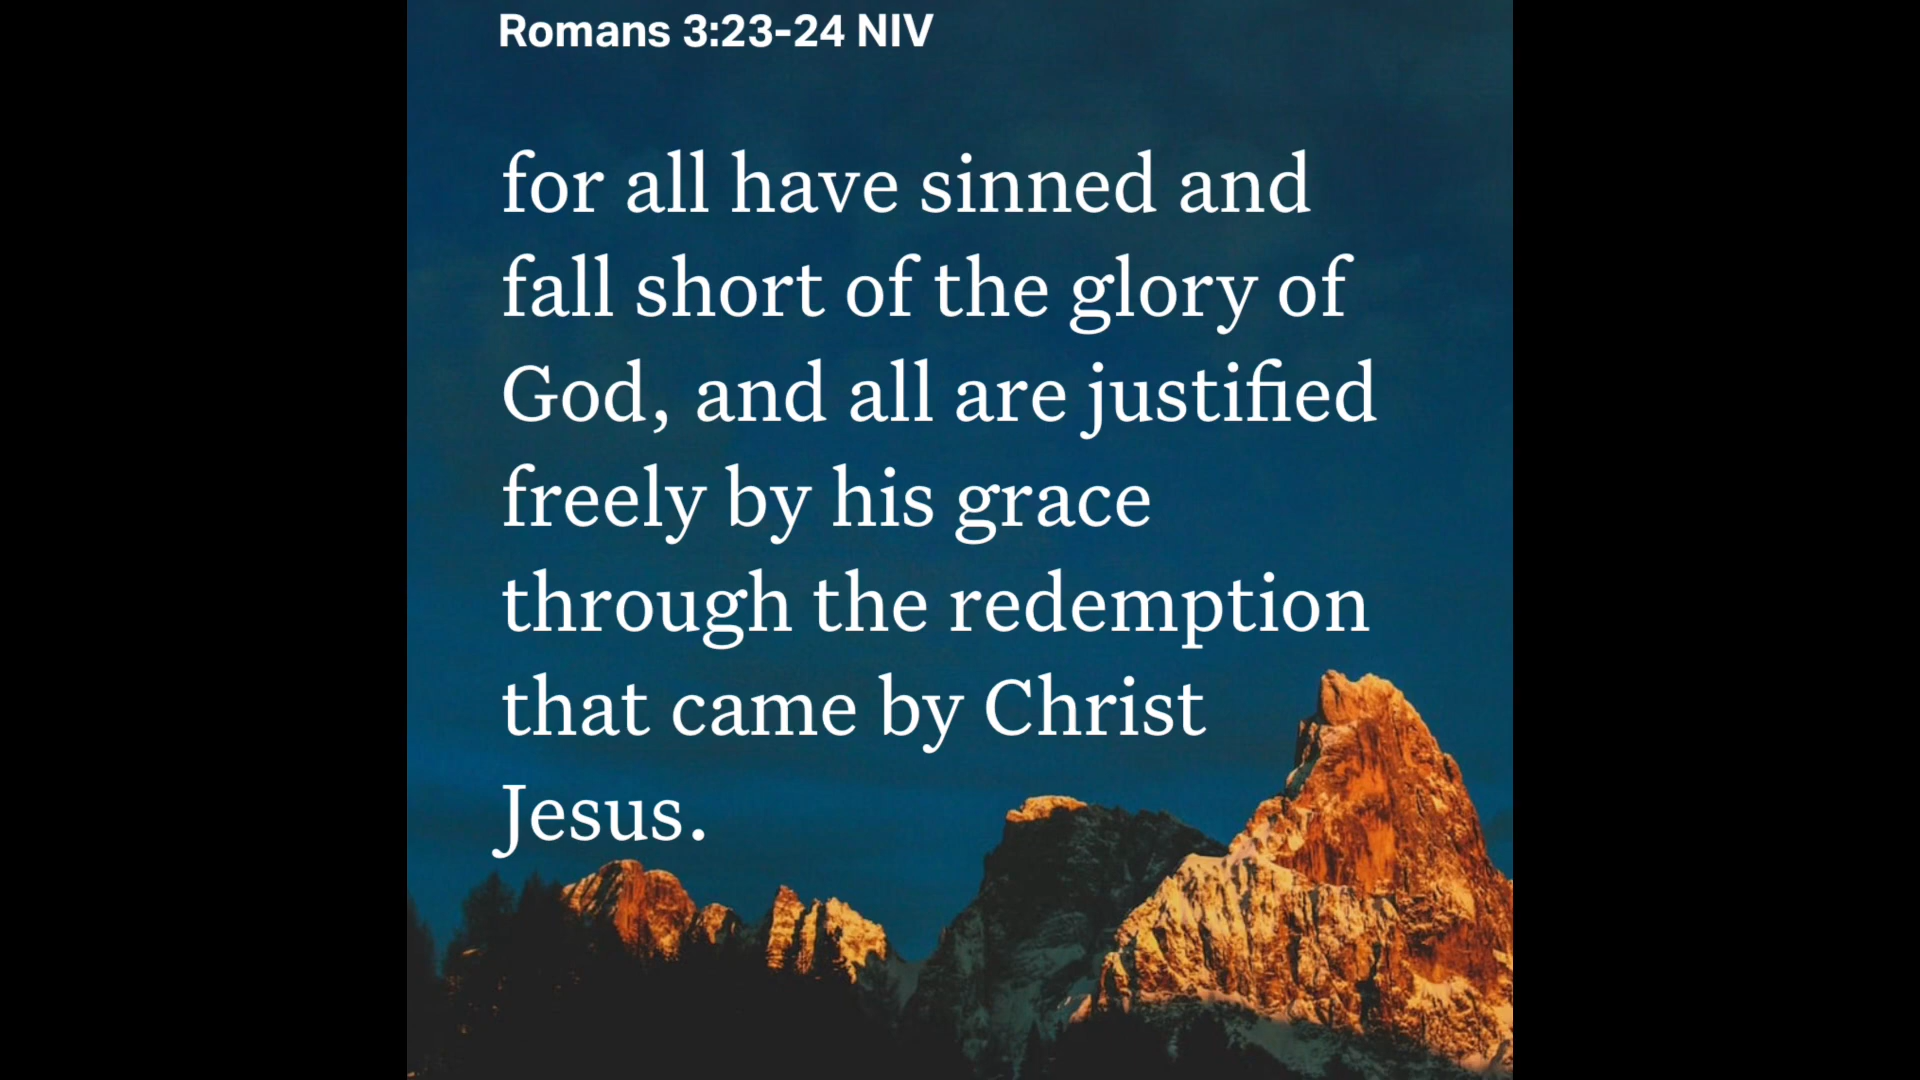 Romans 3:23-24 NIV
for all have sinned and
fall short of the glory of
God, and all are justified
freely by his grace
through the redemption
that came by Christ
Jesus.